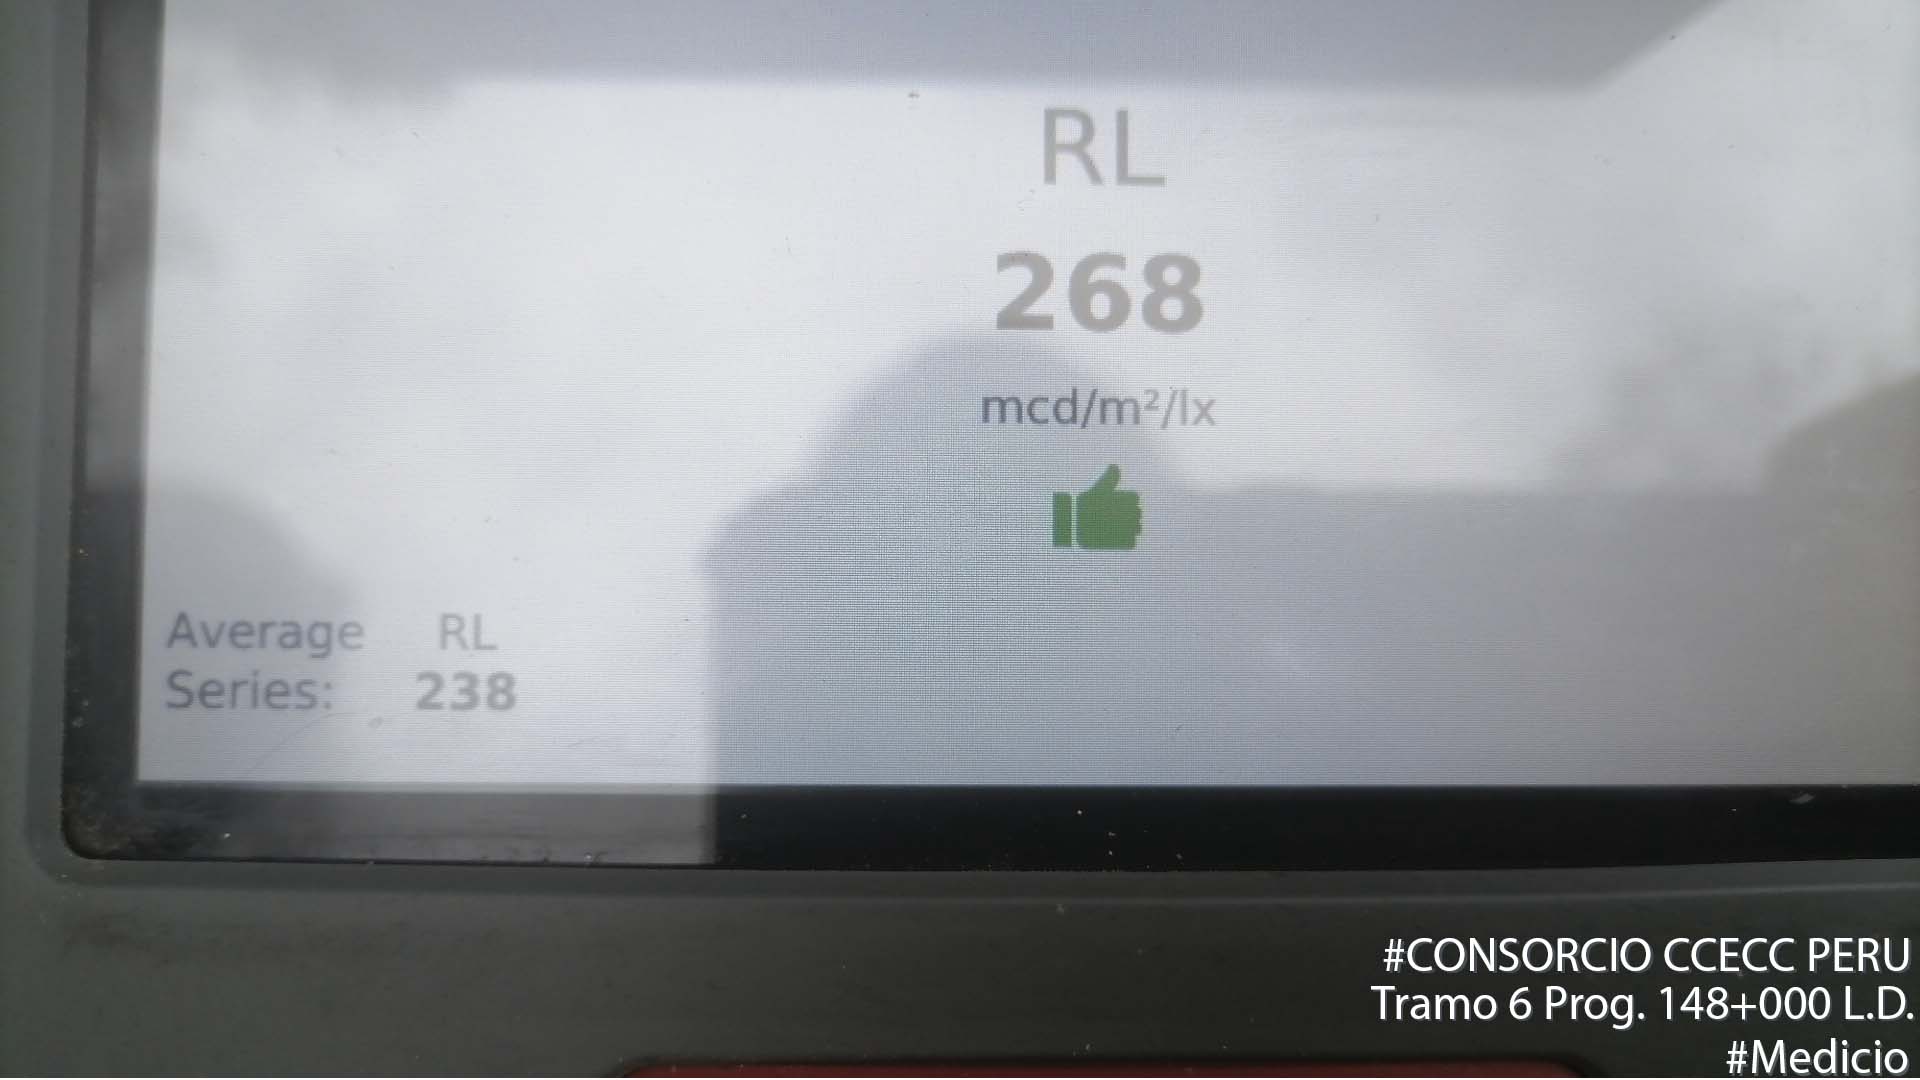 RL
268
mcd/m²/lx
Average RL
Series: 238
#CONSORCIO CCECC PERU
Tramo 6 Prog. 148+000 L.D.
#Medicio